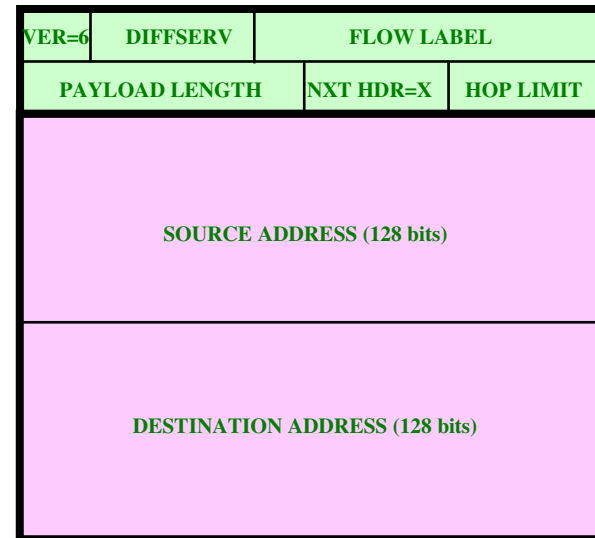 VER=6 DIFFSERV FLOW LABEL
PAYLOAD LENGTH NXT HDR=X HOP LIMIT
SOURCE ADDRESS (128 bits)
DESTINATION ADDRESS (128 bits)